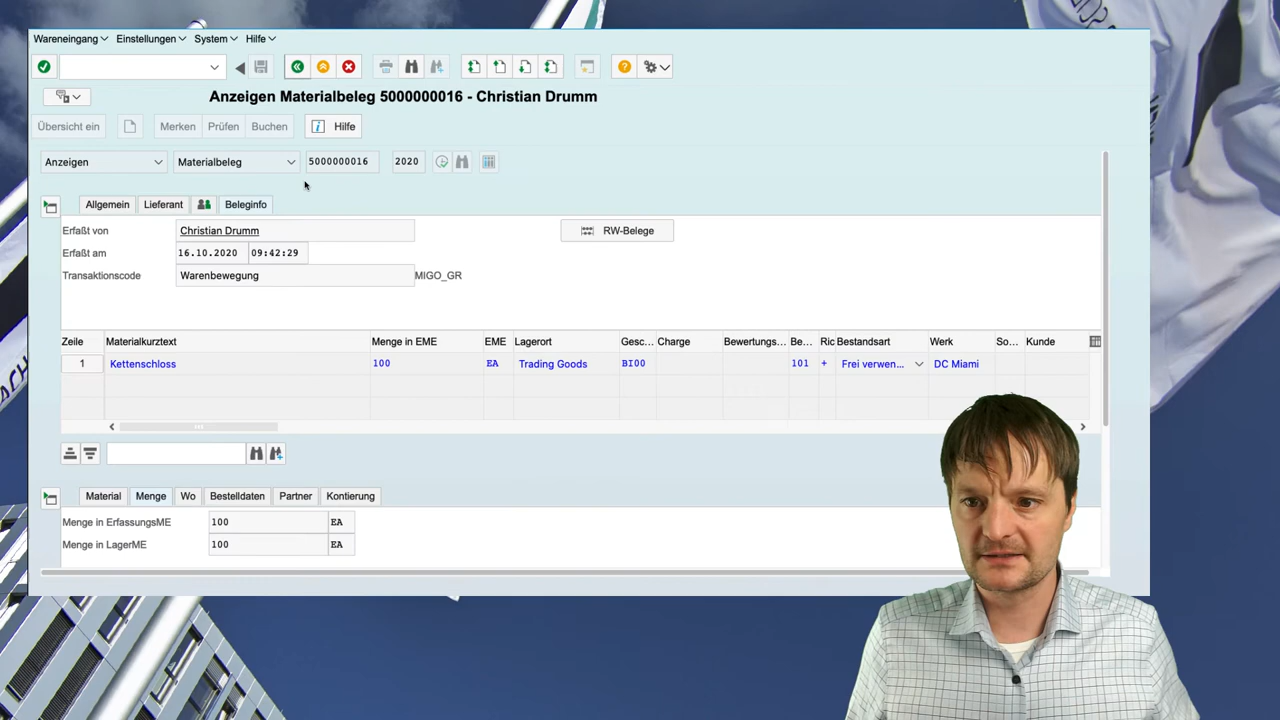 Wareneingang Einstellungen System Hilfe
Anzeigen Materialbeleg 5000000016 - Christian Drumm
Übersicht ein Merken Prüfen Buchen Hilfe
Anzeigen Materialbeleg 5000000016 2020
Allgemein Lieferant Beleginfo
Erfaßt von Christian Drumm RW-Belege
Erfaßt am 16.10.2020 09:42:29
Transaktionscode Warenbewegung MIGO_GR
Zeile Materialkurztext Menge in EME EME Lagerort Gesc... Charge Bewertungs... Be... Ric Bestandsart Werk So... Kunde
1 Kettenschloss 100 EA Trading Goods BI00 101 + Frei verwen... DC Miami
Material Menge Wo Bestelldaten Partner Kontierung
Menge in ErfassungsME 100 EA
Menge in LagerME 100 EA